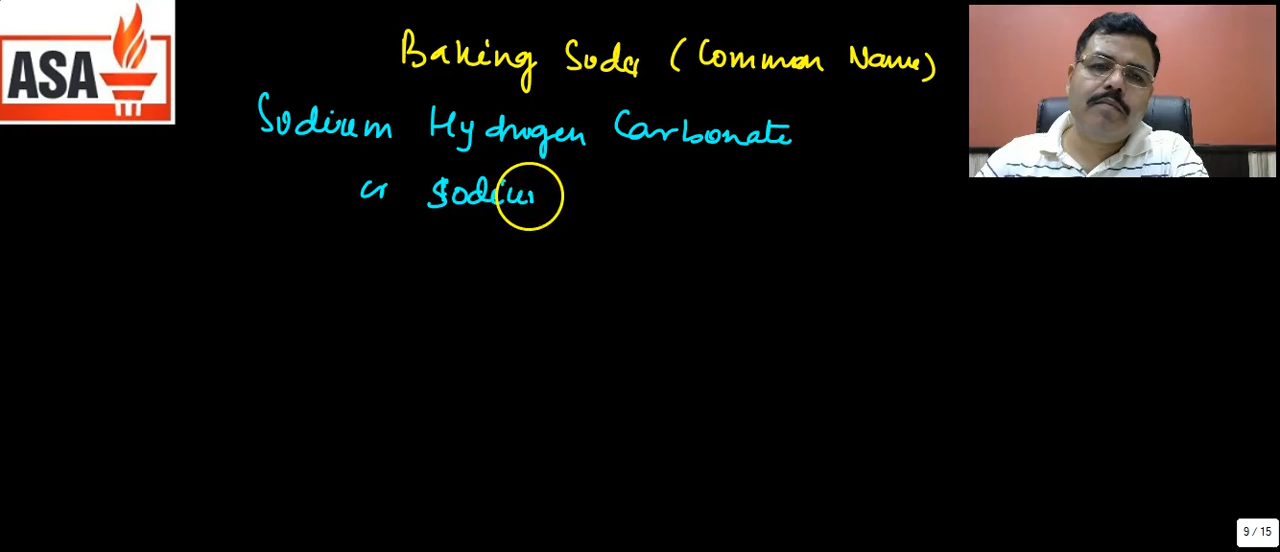 ASA
Baking Soda (Common Name)
Sodium Hydrogen Carbonate
or Sodium
9 / 15